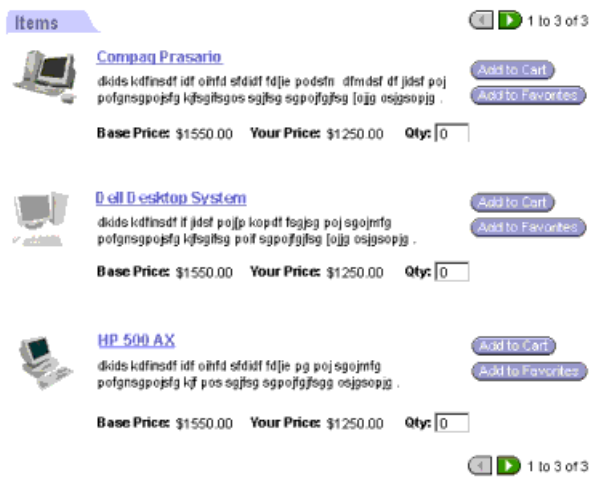 Items
1 to 3 of 3
Compaq Prasario
dkids kdfinsdf idf oihfd sfdidf fd[ie podsfn dfmdsf df jidsf poj
pofgnsgpojsfg kjfsgifsgos sgjfsg sgpojfgjfsg [ojjg osjgsopjg .
Add to Cart
Add to Favorites
Base Price: $1550.00 Your Price: $1250.00 Qty: 0
Dell Desktop System
dkids kdfinsdf if jidsf poj[p kopdf fsgjsg poj sgojmfg
pofgnsgpojsfg kjfsgifsg poif sgpojfgjfsg [ojjg osjgsopjg .
Add to Cart
Add to Favorites
Base Price: $1550.00 Your Price: $1250.00 Qty: 0
HP 500 AX
dkids kdfinsdf idf oihfd sfdidf fd[ie pg poj sgojmfg
pofgnsgpojsfg kjf pos sgjfsg sgpojfgjfsgg osjgsopjg .
Add to Cart
Add to Favorites
Base Price: $1550.00 Your Price: $1250.00 Qty: 0
1 to 3 of 3